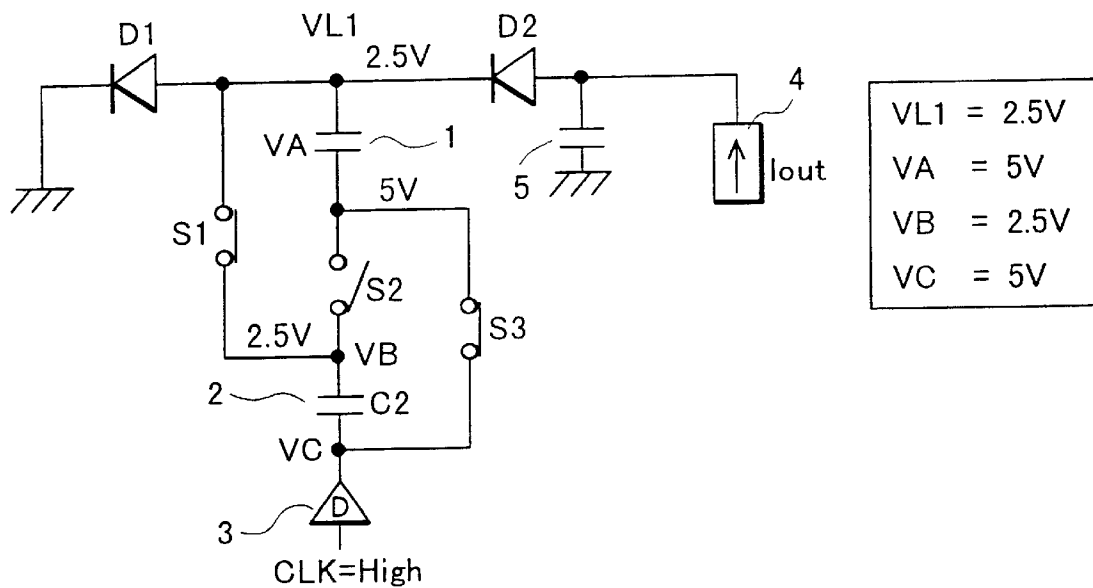 D1
VL1
D2
2.5V
4
VL1 = 2.5V
VA = 5V
VB = 2.5V
VC = 5V
VA
1
5
Iout
5V
S1
S2
S3
2.5V
VB
2
C2
VC
D
3
CLK=High